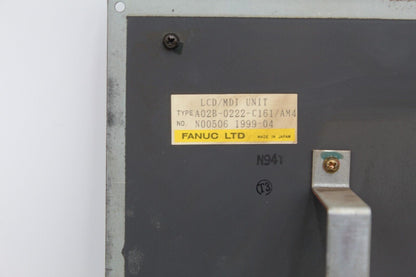 LCD/MDI UNIT
TYPE A02B-0222-C161/AM4
NO. N00506 1999-04
FANUC LTD MADE IN JAPAN
N941